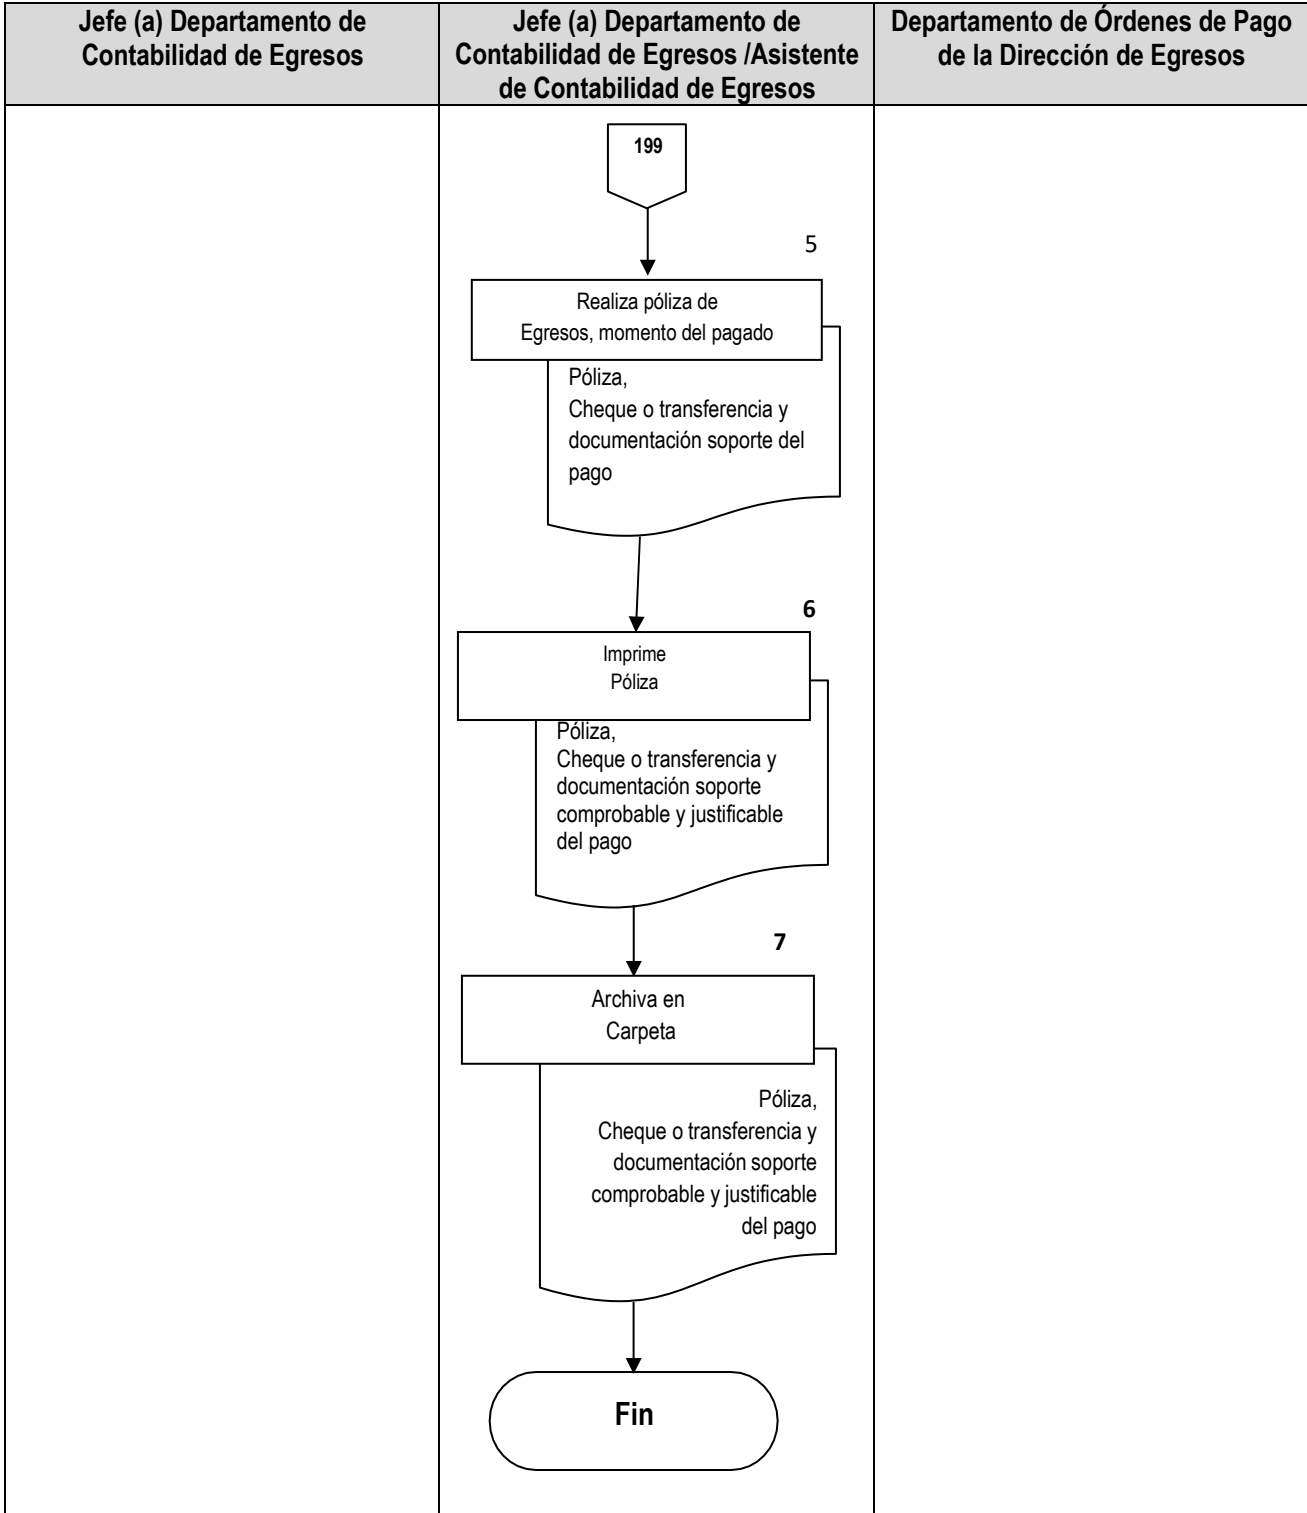 Jefe (a) Departamento de
Contabilidad de Egresos
Jefe (a) Departamento de
Contabilidad de Egresos /Asistente
de Contabilidad de Egresos
Departamento de Órdenes de Pago
de la Dirección de Egresos
199
5
Realiza póliza de
Egresos, momento del pagado
Póliza,
Cheque o transferencia y
documentación soporte del
pago
6
Imprime
Póliza
Póliza,
Cheque o transferencia y
documentación soporte
comprobable y justificable
del pago
7
Archiva en
Carpeta
Póliza,
Cheque o transferencia y
documentación soporte
comprobable y justificable
del pago
Fin